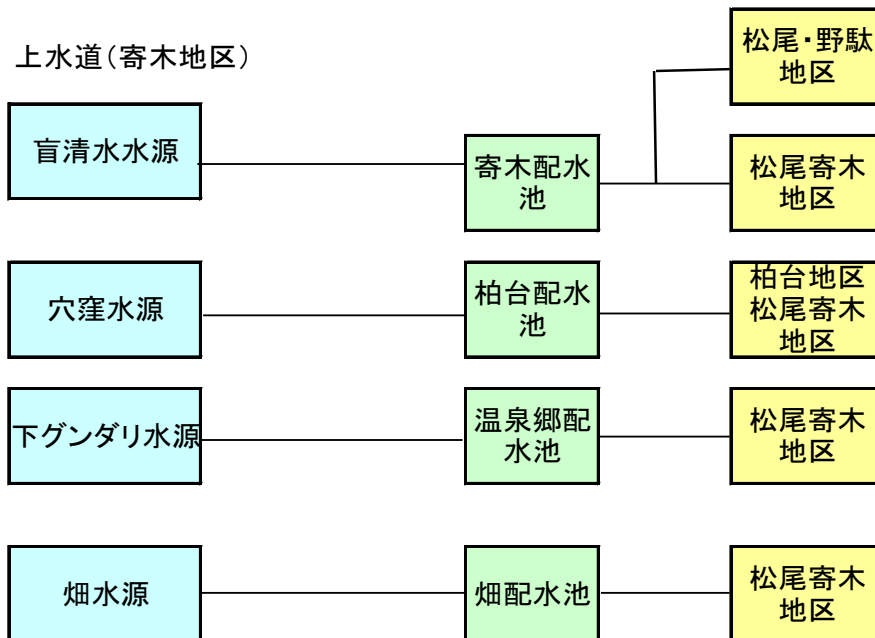 上水道(寄木地区)
松尾・野駄
地区
盲清水水源
寄木配水
池
松尾寄木
地区
穴窪水源
柏台配水
池
柏台地区
松尾寄木
地区
下グンダリ水源
温泉郷配
水池
松尾寄木
地区
畑水源
畑配水池
松尾寄木
地区